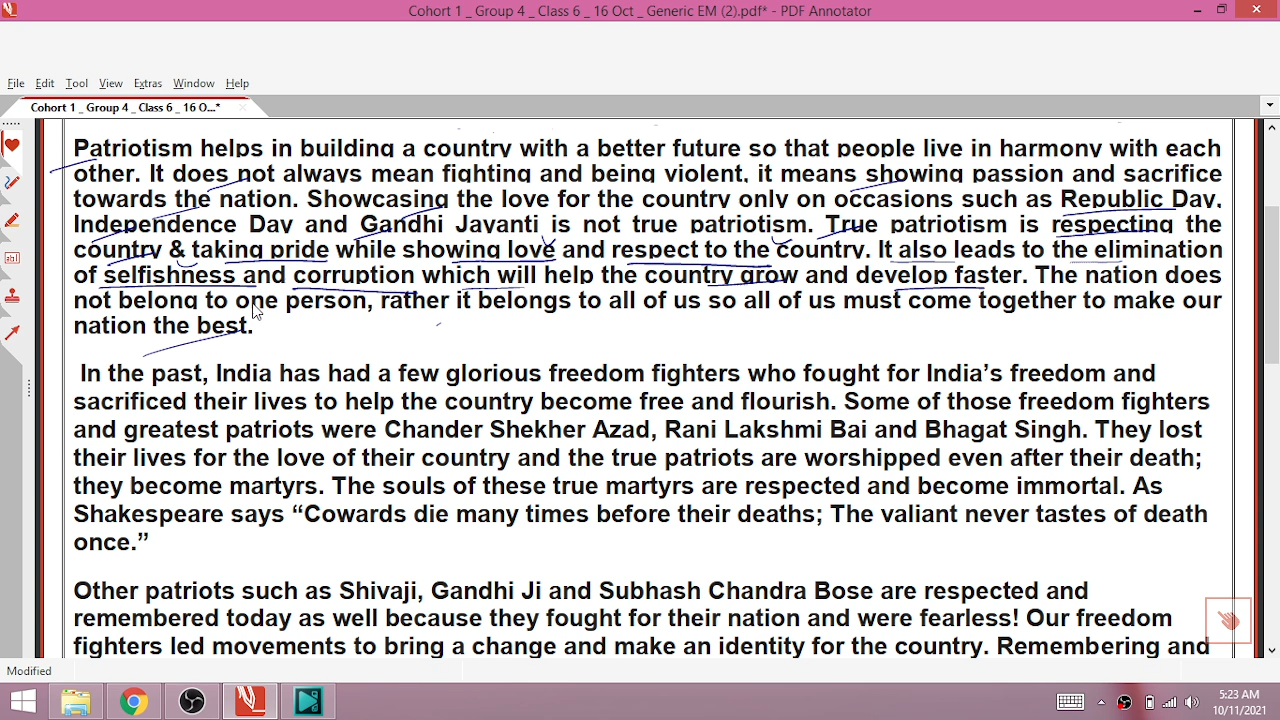 Cohort 1 _ Group 4 _ Class 6 _ 16 Oct _ Generic EM (2).pdf* - PDF Annotator
File Edit Tool View Extras Window Help
Cohort 1 _ Group 4 _ Class 6 _ 16 O...*
Patriotism helps in building a country with a better future so that people live in harmony with each
other. It does not always mean fighting and being violent, it means showing passion and sacrifice
towards the nation. Showcasing the love for the country only on occasions such as Republic Day,
Independence Day and Gandhi Jayanti is not true patriotism. True patriotism is respecting the
country & taking pride while showing love and respect to the country. It also leads to the elimination
of selfishness and corruption which will help the country grow and develop faster. The nation does
not belong to one person, rather it belongs to all of us so all of us must come together to make our
nation the best.
In the past, India has had a few glorious freedom fighters who fought for India's freedom and
sacrificed their lives to help the country become free and flourish. Some of those freedom fighters
and greatest patriots were Chander Shekher Azad, Rani Lakshmi Bai and Bhagat Singh. They lost
their lives for the love of their country and the true patriots are worshipped even after their death;
they become martyrs. The souls of these true martyrs are respected and become immortal. As
Shakespeare says “Cowards die many times before their deaths; The valiant never tastes of death
once.”
Other patriots such as Shivaji, Gandhi Ji and Subhash Chandra Bose are respected and
remembered today as well because they fought for their nation and were fearless! Our freedom
fighters led movements to bring a change and make an identity for the country. Remembering and
Modified
5:23 AM
10/11/2021